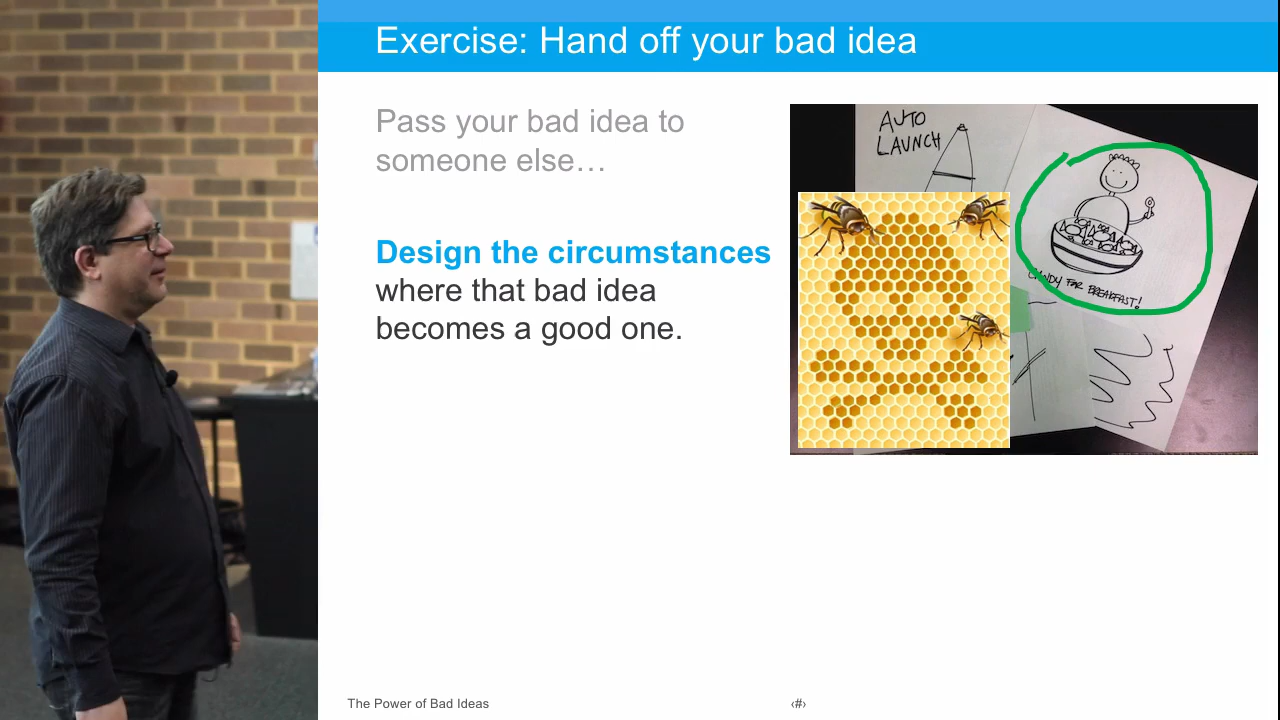 Exercise: Hand off your bad idea
Pass your bad idea to
someone else…
Design the circumstances
where that bad idea
becomes a good one.
AUTO
LAUNCH
CANDY FOR BREAKFAST!
The Power of Bad Ideas
‹#›